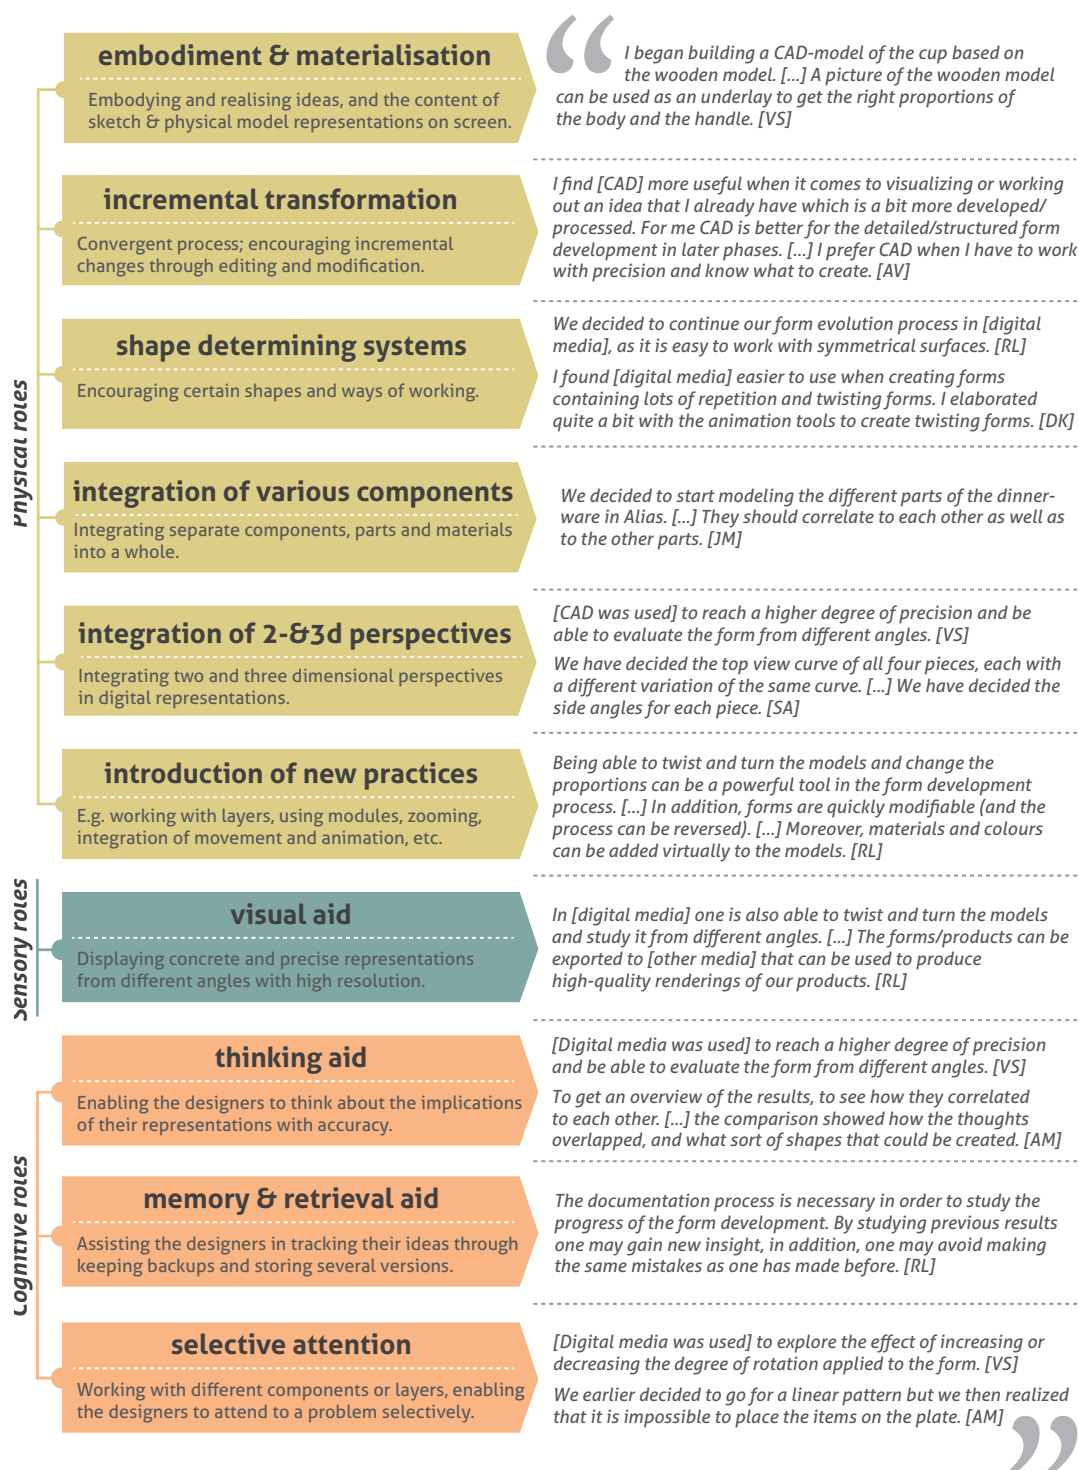 Physical roles
embodiment & materialisation
Embodying and realising ideas, and the content of
sketch & physical model representations on screen.
“
I began building a CAD-model of the cup based on
the wooden model. [...] A picture of the wooden model
can be used as an underlay to get the right proportions of
the body and the handle. [VS]
incremental transformation
Convergent process; encouraging incremental
changes through editing and modification.
I find [CAD] more useful when it comes to visualizing or working
out an idea that I already have which is a bit more developed/
processed. For me CAD is better for the detailed/structured form
development in later phases. [...] I prefer CAD when I have to work
with precision and know what to create. [AV]
shape determining systems
Encouraging certain shapes and ways of working.
We decided to continue our form evolution process in [digital
media], as it is easy to work with symmetrical surfaces. [RL]
I found [digital media] easier to use when creating forms
containing lots of repetition and twisting forms. I elaborated
quite a bit with the animation tools to create twisting forms. [DK]
integration of various components
Integrating separate components, parts and materials
into a whole.
We decided to start modeling the different parts of the dinner-
ware in Alias. [...] They should correlate to each other as well as
to the other parts. [JM]
integration of 2-&3d perspectives
Integrating two and three dimensional perspectives
in digital representations.
[CAD was used] to reach a higher degree of precision and be
able to evaluate the form from different angles. [VS]
We have decided the top view curve of all four pieces, each with
a different variation of the same curve. [...] We have decided the
side angles for each piece. [SA]
introduction of new practices
E.g. working with layers, using modules, zooming,
integration of movement and animation, etc.
Being able to twist and turn the models and change the
proportions can be a powerful tool in the form development
process. [...] In addition, forms are quickly modifiable (and the
process can be reversed). [...] Moreover, materials and colours
can be added virtually to the models. [RL]
Sensory roles
visual aid
Displaying concrete and precise representations
from different angles with high resolution.
In [digital media] one is also able to twist and turn the models
and study it from different angles. [...] The forms/products can be
exported to [other media] that can be used to produce
high-quality renderings of our products. [RL]
Cognitive roles
thinking aid
Enabling the designers to think about the implications
of their representations with accuracy.
[Digital media was used] to reach a higher degree of precision
and be able to evaluate the form from different angles. [VS]
To get an overview of the results, to see how they correlated
to each other. [...] the comparison showed how the thoughts
overlapped, and what sort of shapes that could be created. [AM]
memory & retrieval aid
Assisting the designers in tracking their ideas through
keeping backups and storing several versions.
The documentation process is necessary in order to study the
progress of the form development. By studying previous results
one may gain new insight, in addition, one may avoid making
the same mistakes as one has made before. [RL]
selective attention
Working with different components or layers, enabling
the designers to attend to a problem selectively.
[Digital media was used] to explore the effect of increasing or
decreasing the degree of rotation applied to the form. [VS]
We earlier decided to go for a linear pattern but we then realized
that it is impossible to place the items on the plate. [AM]
”